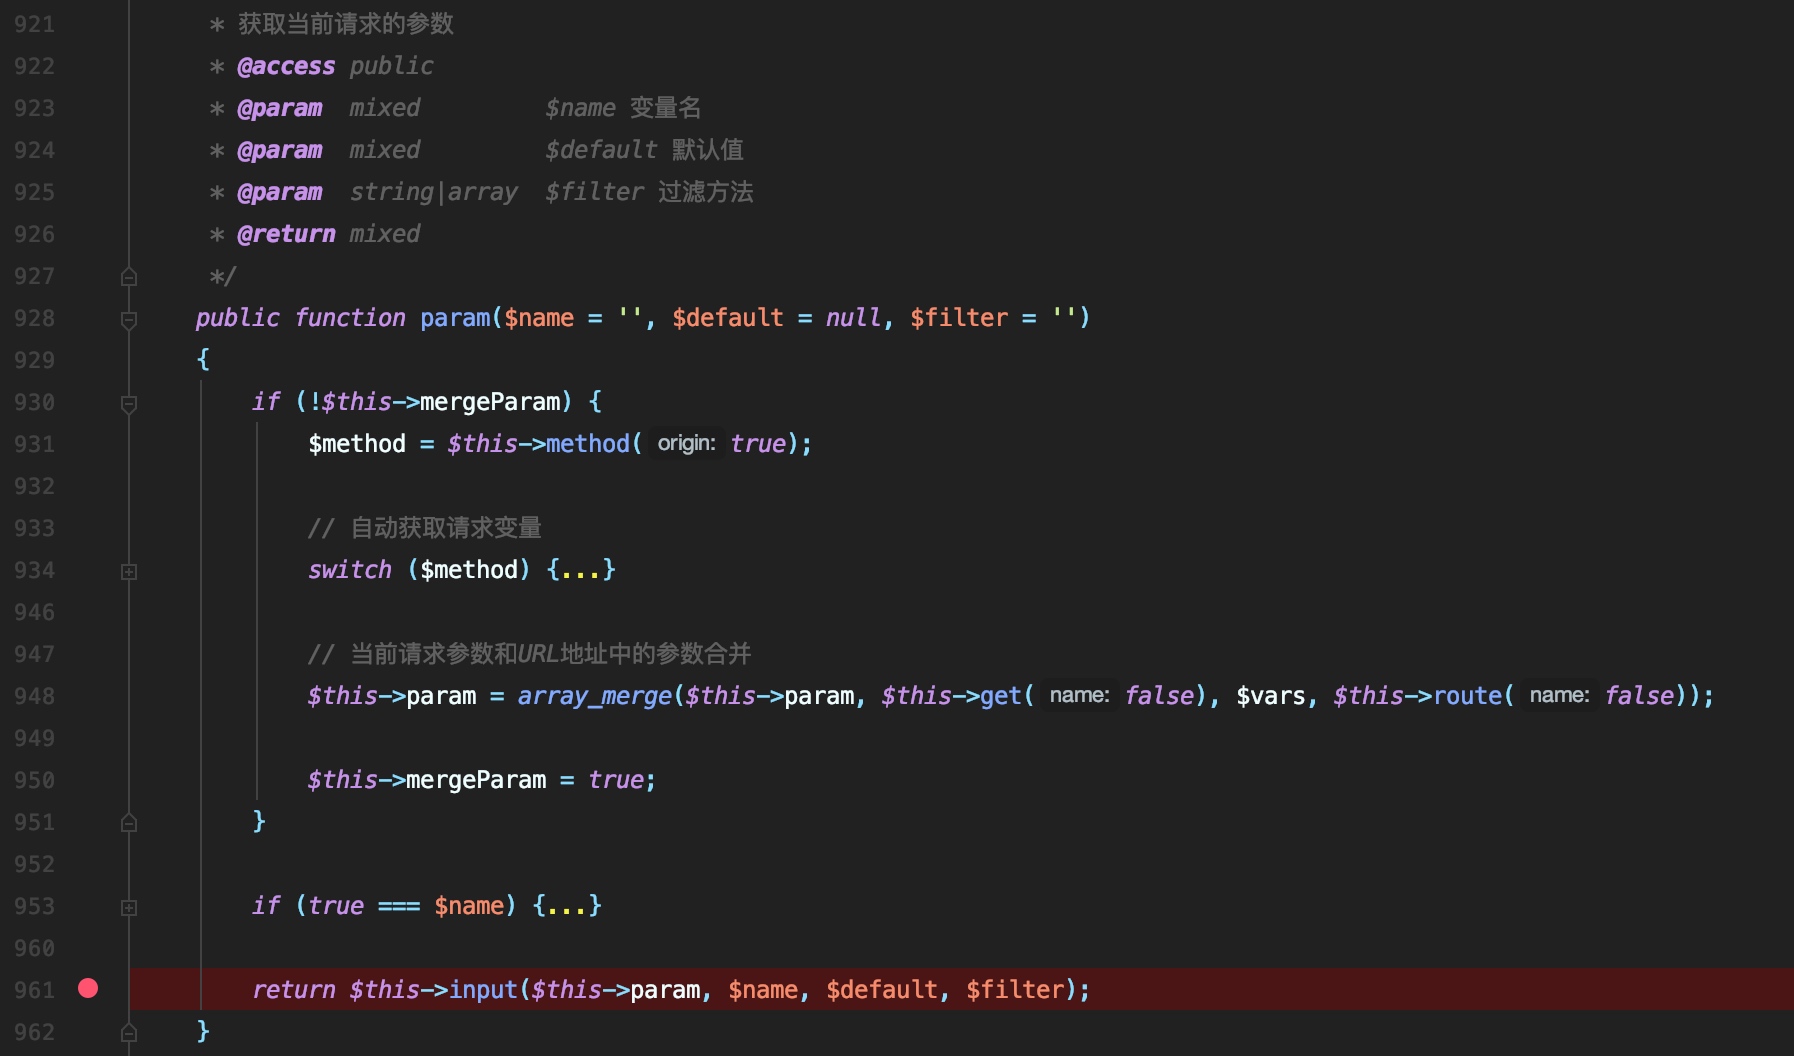 921 * 获取当前请求的参数
922 * @access public
923 * @param mixed $name 变量名
924 * @param mixed $default 默认值
925 * @param string|array $filter 过滤方法
926 * @return mixed
927 */
928 public function param($name = '', $default = null, $filter = '')
929 {
930 if (!$this->mergeParam) {
931 $method = $this->method( origin: true);
932
933 // 自动获取请求变量
934 switch ($method) {...}
946
947 // 当前请求参数和URL地址中的参数合并
948 $this->param = array_merge($this->param, $this->get( name: false), $vars, $this->route( name: false));
949
950 $this->mergeParam = true;
951 }
952
953 if (true === $name) {...}
960
961 return $this->input($this->param, $name, $default, $filter);
962 }